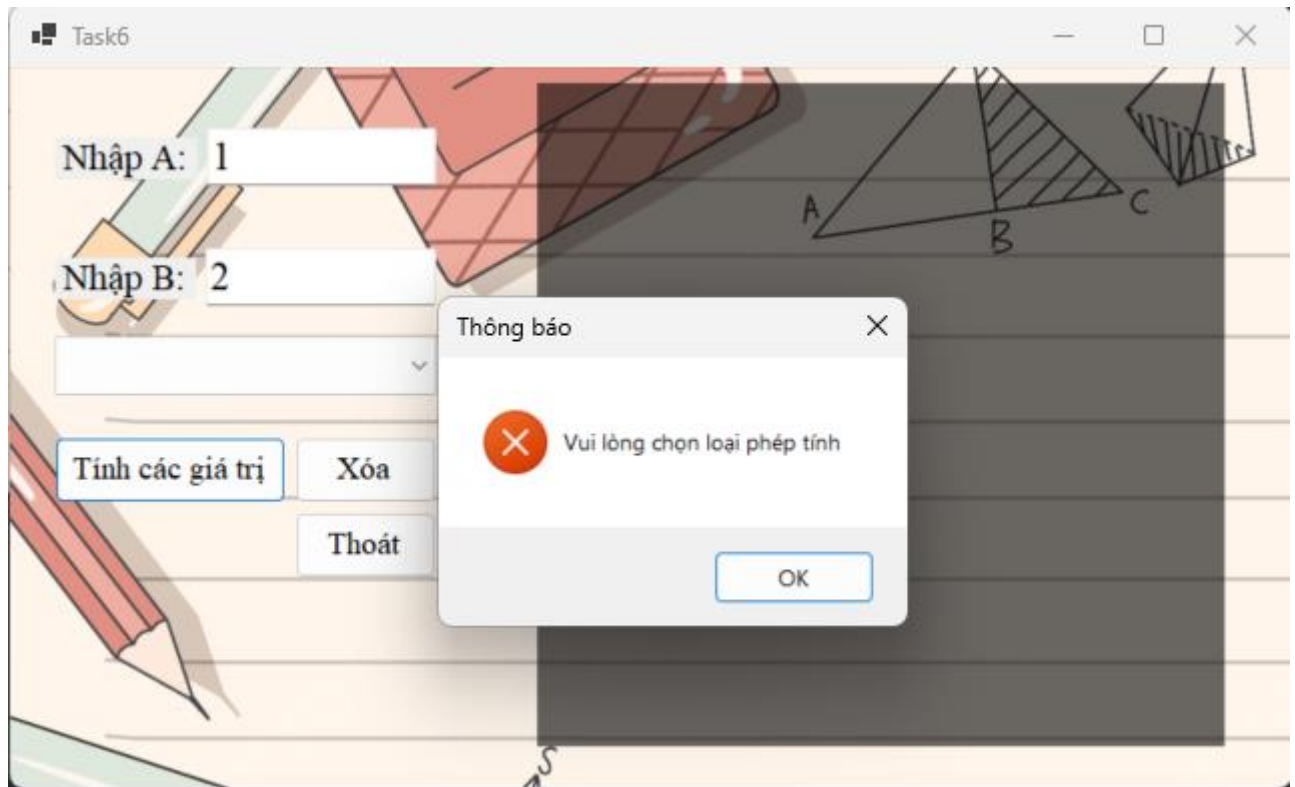 Task6
Nhập A: 1
A
B
C
Nhập B: 2
Thông báo
Vui lòng chọn loại phép tính
Tính các giá trị
Xóa
Thoát
OK
S